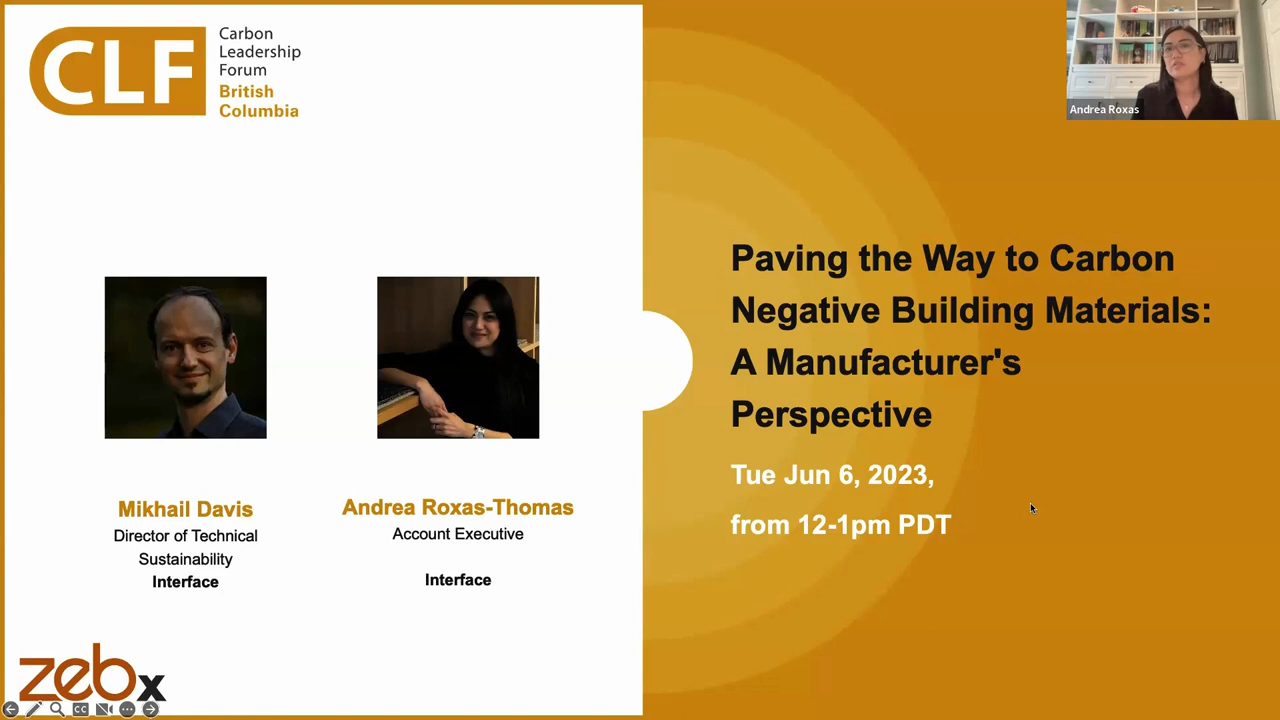 CLF
Carbon
Leadership
Forum
British
Columbia
Andrea Roxas
Paving the Way to Carbon
Negative Building Materials:
A Manufacturer's
Perspective
Tue Jun 6, 2023,
from 12-1pm PDT
Mikhail Davis
Director of Technical
Sustainability
Interface
Andrea Roxas-Thomas
Account Executive
Interface
zebx
CC